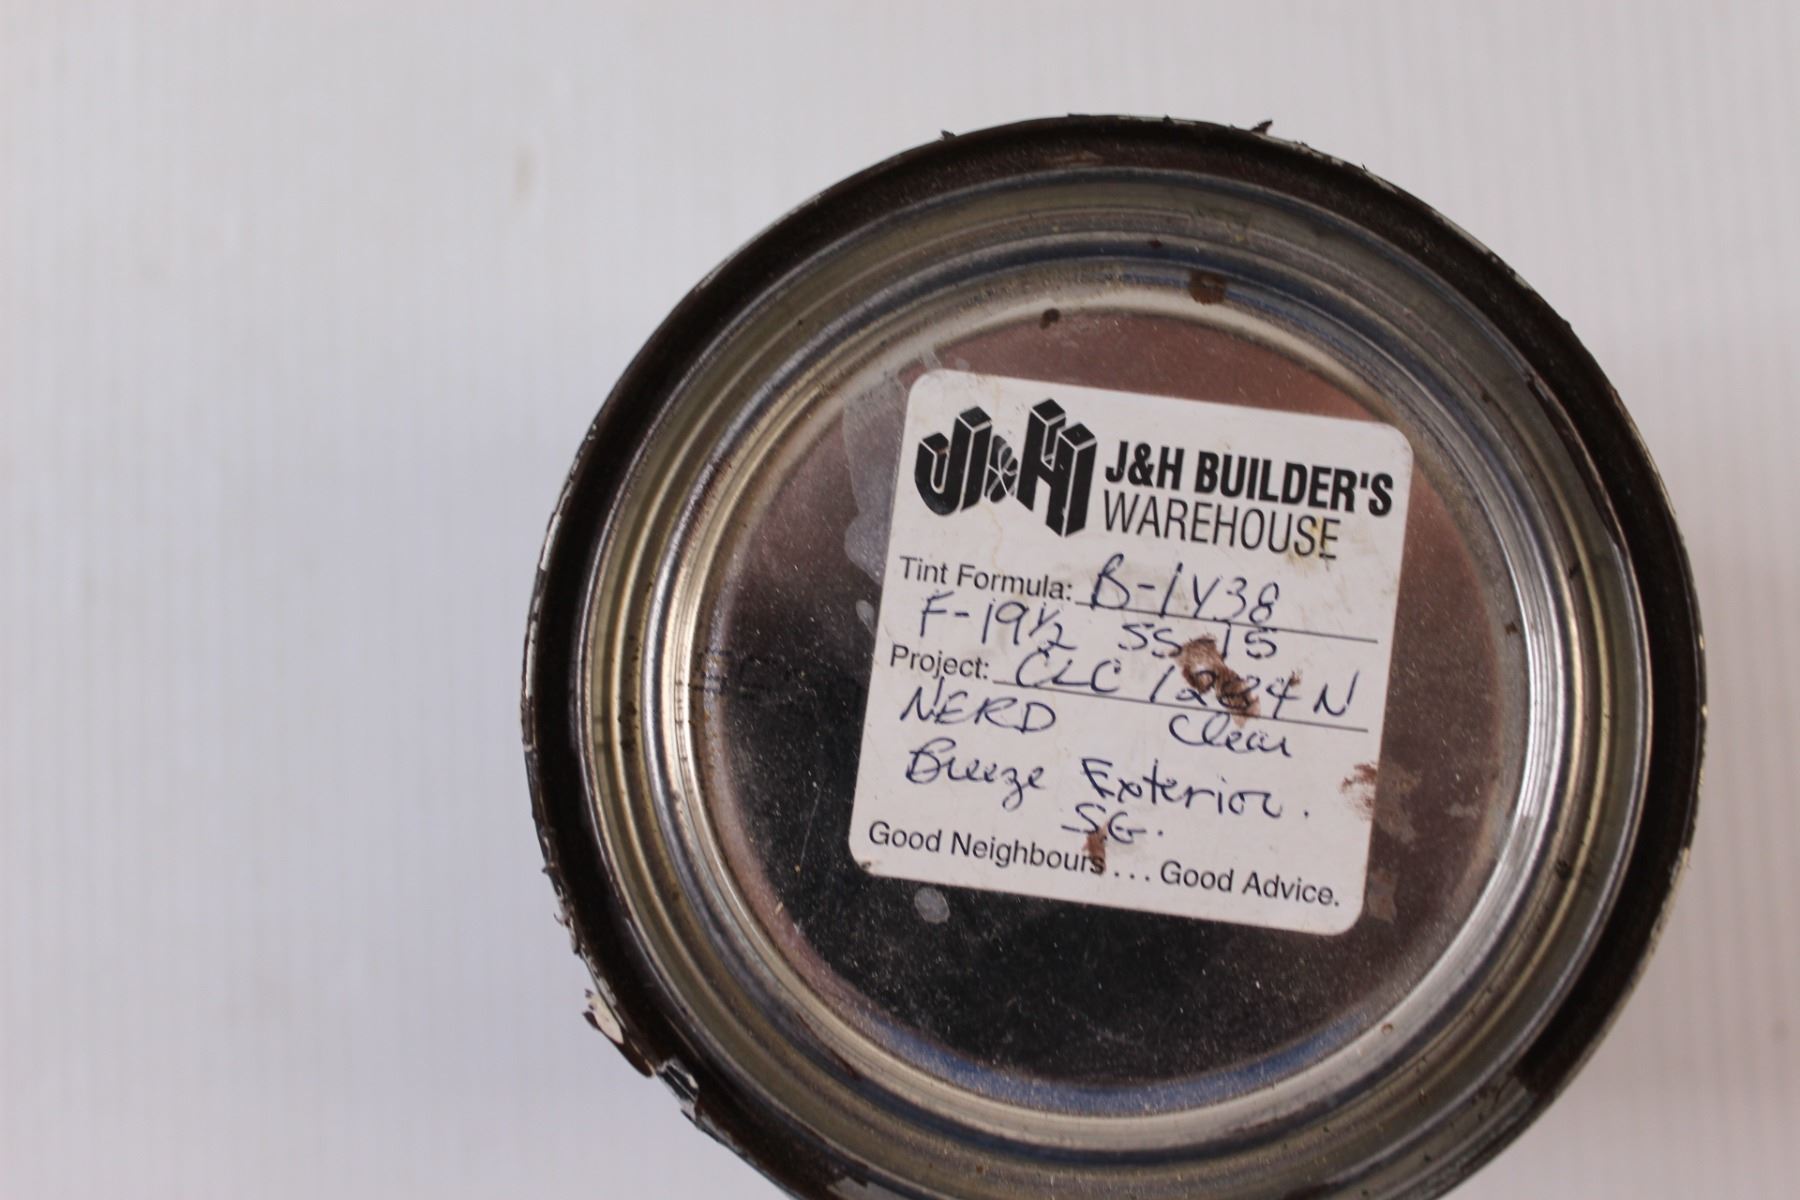 J&H J&H BUILDER'S
WAREHOUSE
Tint Formula: B-1Y38
F-19½ SS-15
Project: CLC 1284N
NERD Clear
Breeze Exterior.
SG.
Good Neighbours... Good Advice.